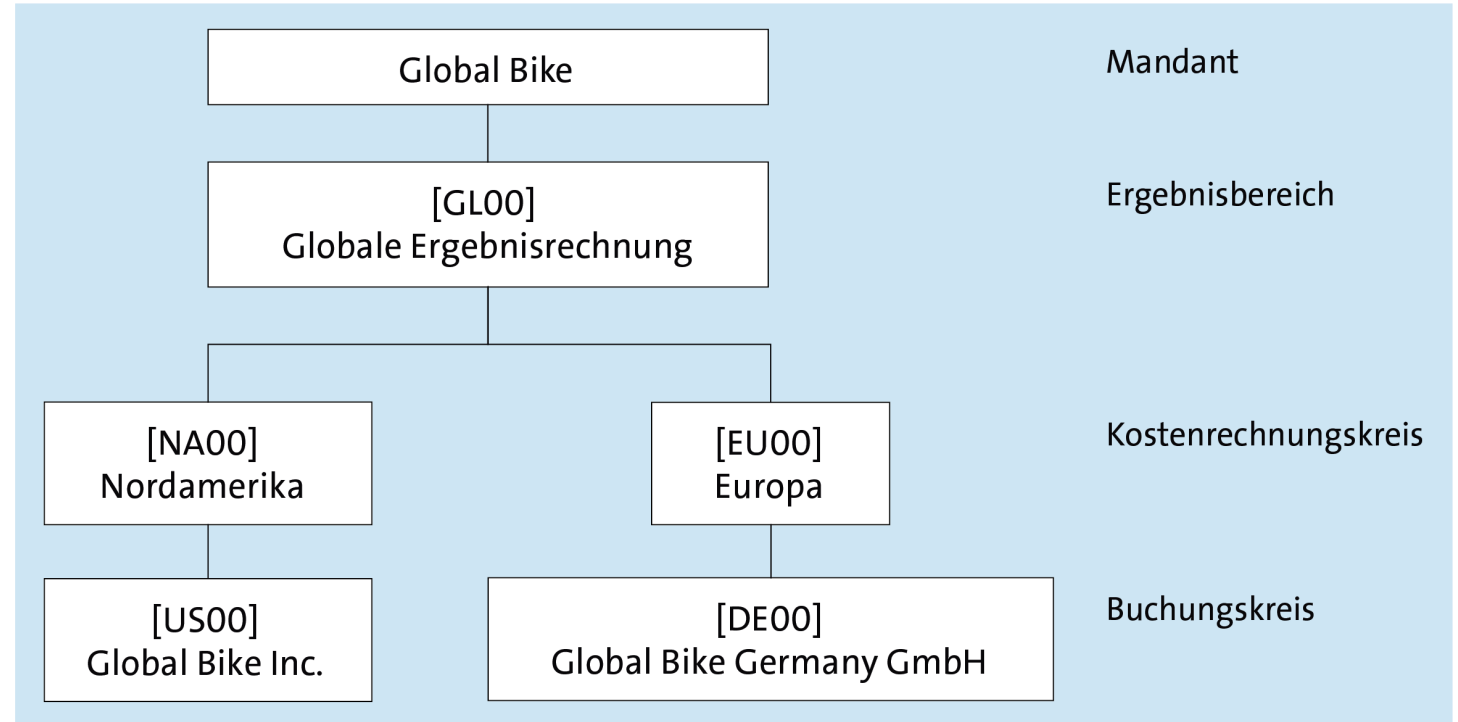 Global Bike
Mandant
[GL00]
Globale Ergebnisrechnung
Ergebnisbereich
[NA00]
Nordamerika
[EU00]
Europa
Kostenrechnungskreis
[US00]
Global Bike Inc.
[DE00]
Global Bike Germany GmbH
Buchungskreis